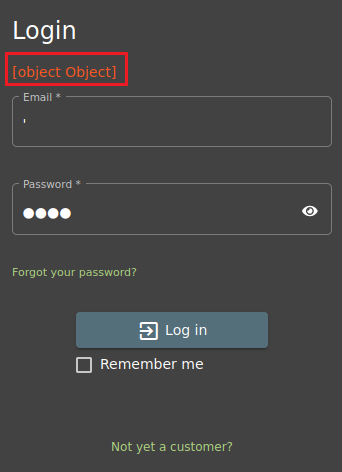 Login
[object Object]
Email *
'
Password *
●●●●
Forgot your password?
Log in
Remember me
Not yet a customer?